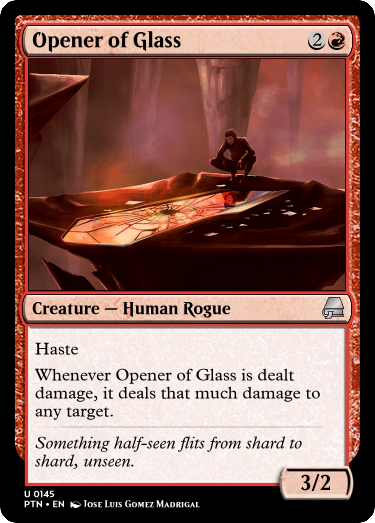 Opener of Glass 2
Creature — Human Rogue
Haste
Whenever Opener of Glass is dealt
damage, it deals that much damage to
any target.
Something half-seen flits from shard to
shard, unseen.
3/2
U 0145
PTN • EN Jose Luis Gomez Madrigal